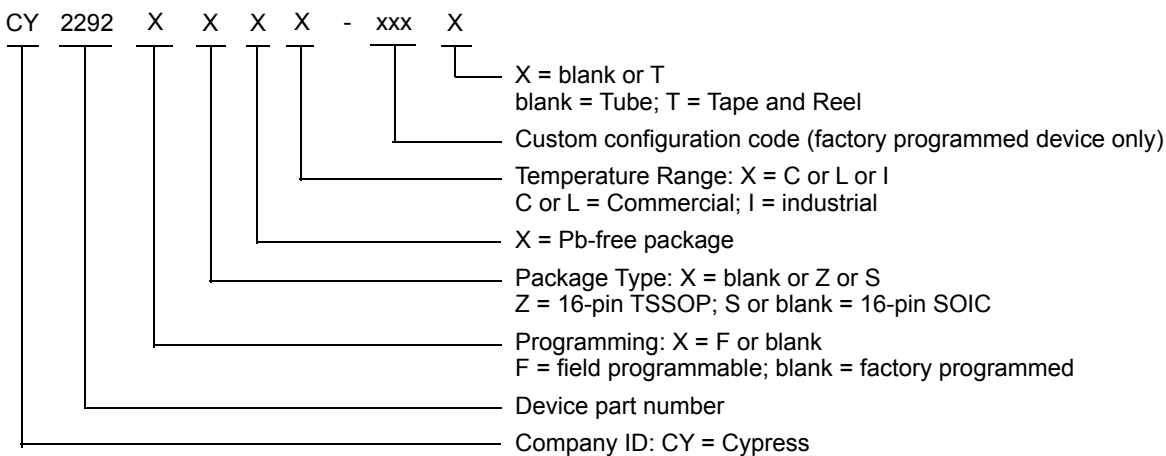 CY 2292 X X X X - xxx X
X = blank or T
blank = Tube; T = Tape and Reel
Custom configuration code (factory programmed device only)
Temperature Range: X = C or L or I
C or L = Commercial; I = industrial
X = Pb-free package
Package Type: X = blank or Z or S
Z = 16-pin TSSOP; S or blank = 16-pin SOIC
Programming: X = F or blank
F = field programmable; blank = factory programmed
Device part number
Company ID: CY = Cypress